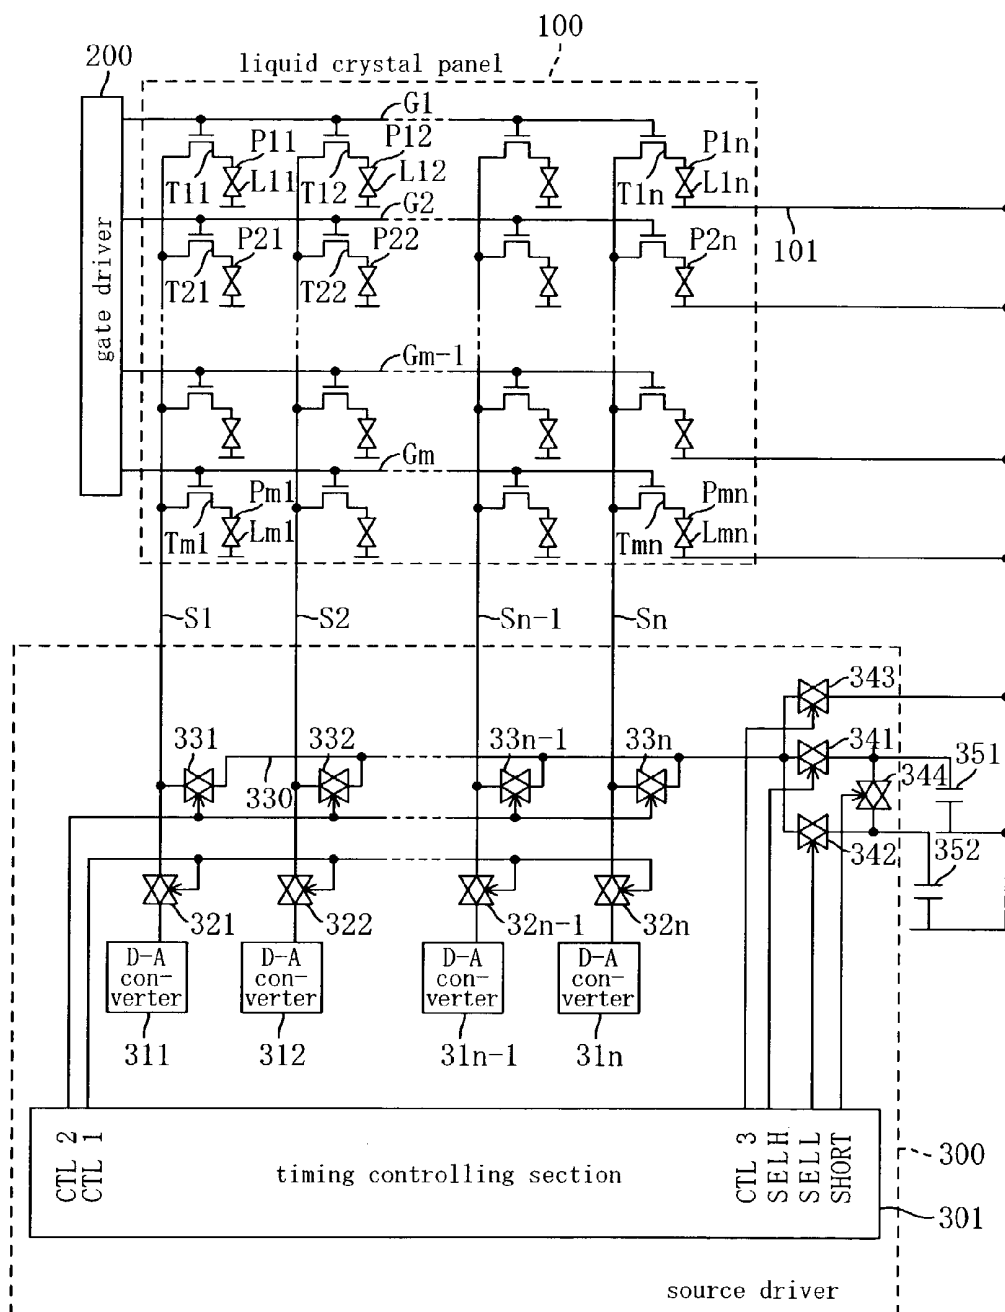 100
200
liquid crystal panel
G1
P11
P12
P1n
L11
L12
L1n
T11
T12
T1n
G2
101
P21
P22
P2n
T21
T22
gate driver
Gm-1
Gm
Pm1
Pmn
Lm1
Lmn
Tm1
Tmn
S1
S2
Sn-1
Sn
343
331
332
33n-1
33n
341
351
344
330
342
352
321
322
32n-1
32n
D-A
con-
verter
D-A
con-
verter
D-A
con-
verter
D-A
con-
verter
311
312
31n-1
31n
CTL 2
CTL 1
timing controlling section
CTL 3
SELH
SELL
SHORT
300
301
source driver